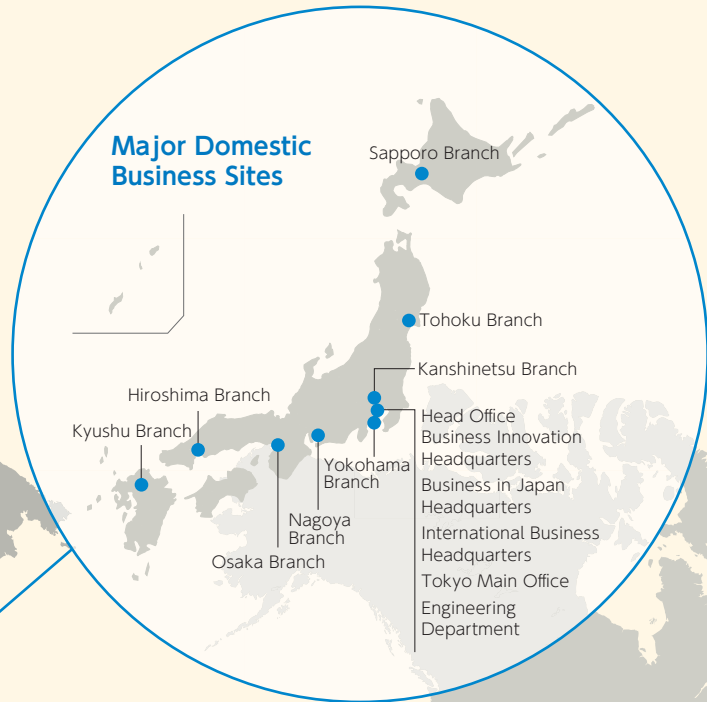 Major Domestic
Business Sites
Sapporo Branch
Tohoku Branch
Kanshinetsu Branch
Hiroshima Branch
Kyushu Branch
Head Office
Business Innovation
Headquarters
Business in Japan
Headquarters
International Business
Headquarters
Tokyo Main Office
Engineering
Department
Yokohama
Branch
Nagoya
Branch
Osaka Branch